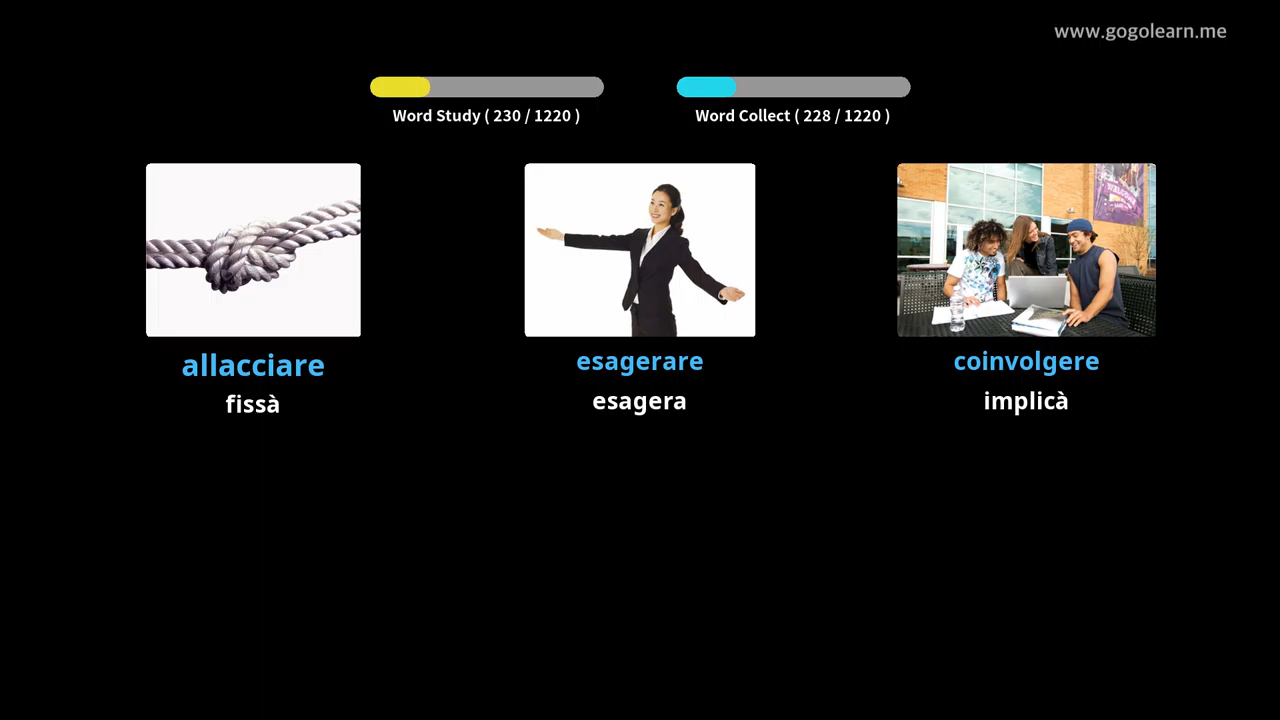 www.gogolearn.me
Word Study ( 230 / 1220 )
Word Collect ( 228 / 1220 )
allacciare
fissà
esagerare
esagera
coinvolgere
implicà